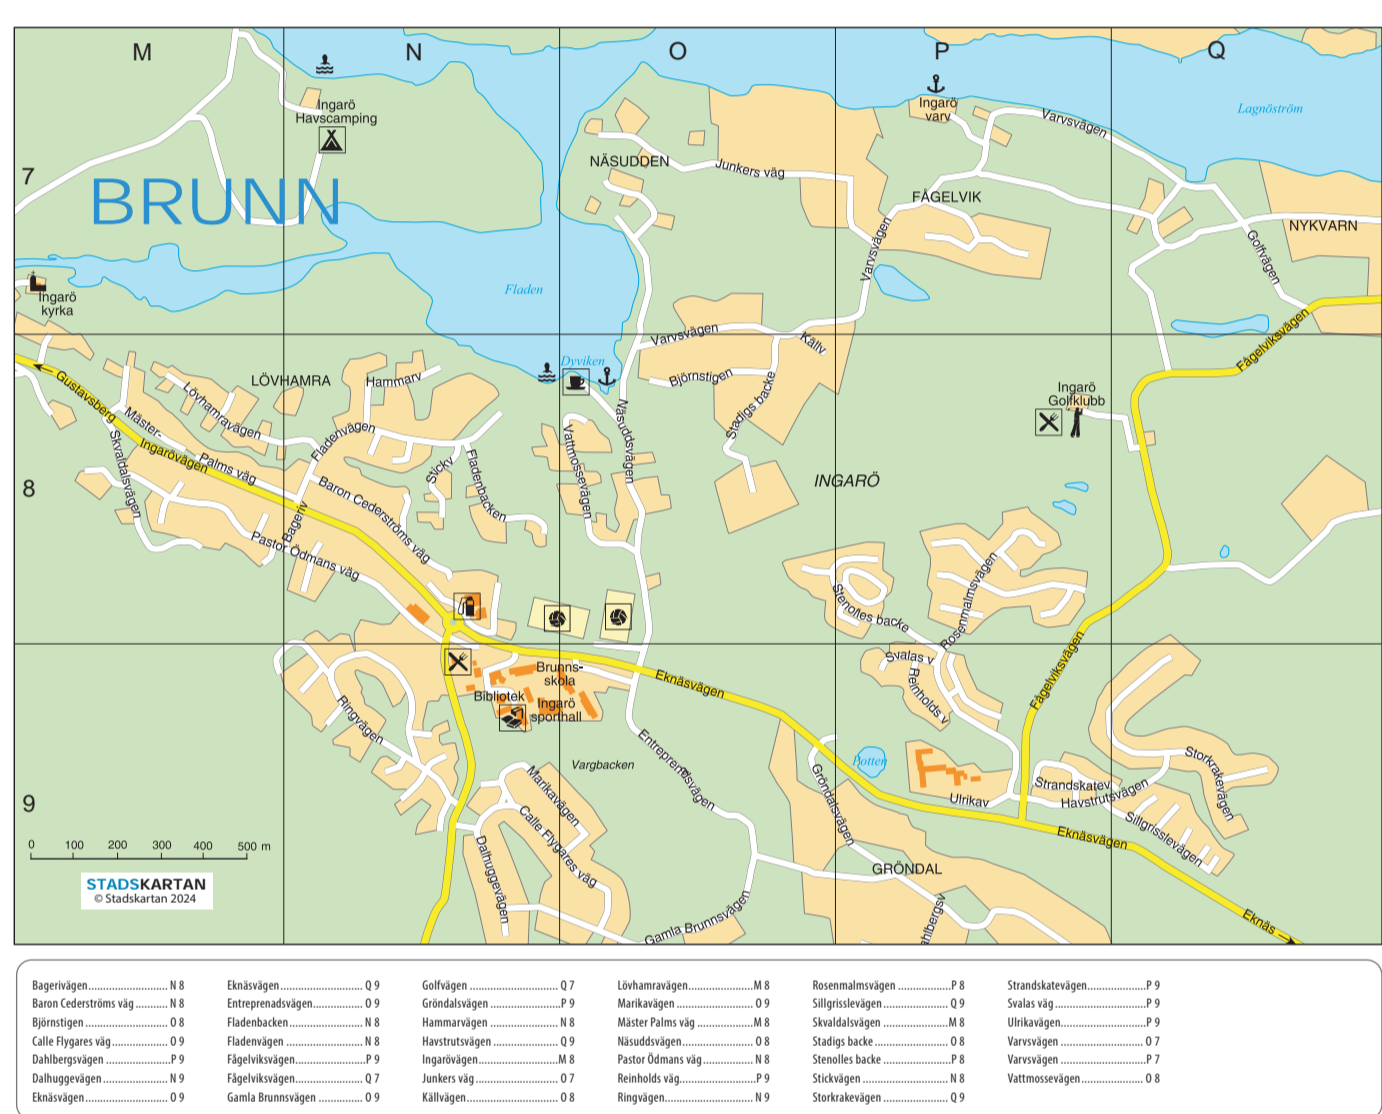 M N O P Q
Ingarö
Havscamping
Ingarö
varv
Varvsvägen
Lagnöström
NÄSUDDEN
Junkers väg
7
BRUNN
FÅGELVIK
NYKVARN
Varvsvägen
Golfvägen
Fladen
Ingarö
kyrka
Varvsvägen
Källv
Fågelviksvägen
Dyviken
Gustavsberg
LÖVHAMRA
Hammarv
Björnstigen
Ingarö
Golfklubb
Lövhamravägen
Mäster-
Palms väg
Ingarövägen
Fladenvägen
Näsuddsvägen
Stadigs backe
Vattmossevägen
Skvaldalsvägen
Sticky
Fladenbacken
8
INGARÖ
Baron Cederströms väg
Bageriv
Pastor Ödmans väg
Stenolles backe
Rosenmalmsvägen
Svalas v
Reinholds v
Fågelviksvägen
Brunns-
skola
Eknäsvägen
Bibliotek
Ingarö
sporthall
Ringvägen
Vargbacken
Entreprenadsvägen
Potten
Storkrakevägen
Marikavägen
Gröndalsvägen
Strandskatev
Ulrikav
Havstrutsvägen
9
Calle Flygares väg
Sillgrisslevägen
Eknäsvägen
0 100 200 300 400 500 m
Dalhuggevägen
GRÖNDAL
STADSKARTAN
© Stadskartan 2024
Gamla Brunnsvägen
ahlbergsv
Eknäs
Bagerivägen............................ N 8
Baron Cederströms väg ........... N 8
Björnstigen ............................. O 8
Calle Flygares väg.................... O 9
Dahlbergsvägen .......................P 9
Dalhuggevägen ....................... N 9
Eknäsvägen............................. O 9
Eknäsvägen............................. Q 9
Entreprenadsvägen.................. O 9
Fladenbacken.......................... N 8
Fladenvägen ........................... N 8
Fågelviksvägen.........................P 9
Fågelviksvägen........................ Q 7
Gamla Brunnsvägen ................ O 9
Golfvägen ............................... Q 7
Gröndalsvägen.........................P 9
Hammarvägen ........................ N 8
Havstrutsvägen ....................... Q 9
Ingarövägen............................M 8
Junkers väg............................. O 7
Källvägen................................ O 8
Lövhamravägen.......................M 8
Marikavägen ........................... O 9
Mäster Palms väg ....................M 8
Näsuddsvägen......................... O 8
Pastor Ödmans väg.................. N 8
Reinholds väg...........................P 9
Ringvägen............................... N 9
Rosenmalmsvägen ...................P 8
Sillgrisslevägen ....................... Q 9
Skvaldalsvägen........................M 8
Stadigs backe .......................... O 8
Stenolles backe ........................P 8
Stickvägen .............................. N 8
Storkrakevägen ....................... Q 9
Strandskatevägen.....................P 9
Svalas väg ................................P 9
Ulrikavägen..............................P 9
Varvsvägen .............................. O 7
Varvsvägen ...............................P 7
Vattmossevägen....................... O 8